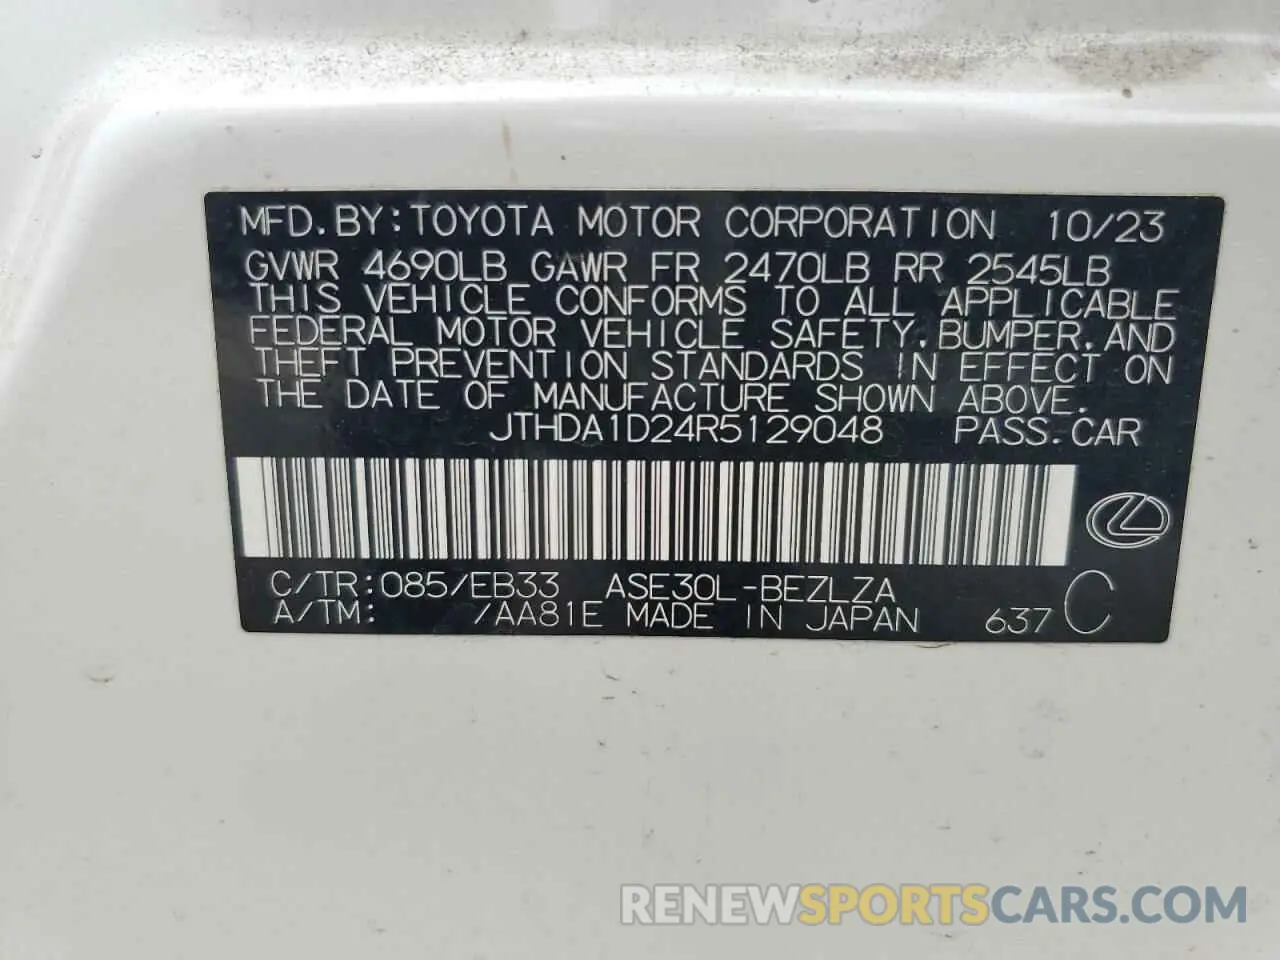 MFD.BY:TOYOTA MOTOR CORPORATION 10/23
GVWR 4690LB GAWR FR 2470LB RR 2545LB
THIS VEHICLE CONFORMS TO ALL APPLICABLE
FEDERAL MOTOR VEHICLE SAFETY,BUMPER,AND
THEFT PREVENTION STANDARDS IN EFFECT ON
THE DATE OF MANUFACTURE SHOWN ABOVE.
JTHDA1D24R5129048 PASS.CAR
C/TR:085/EB33 ASE30L-BEZLZA
A/TM: /AA81E MADE IN JAPAN 637 C
RENEWSPORTSCARS.COM